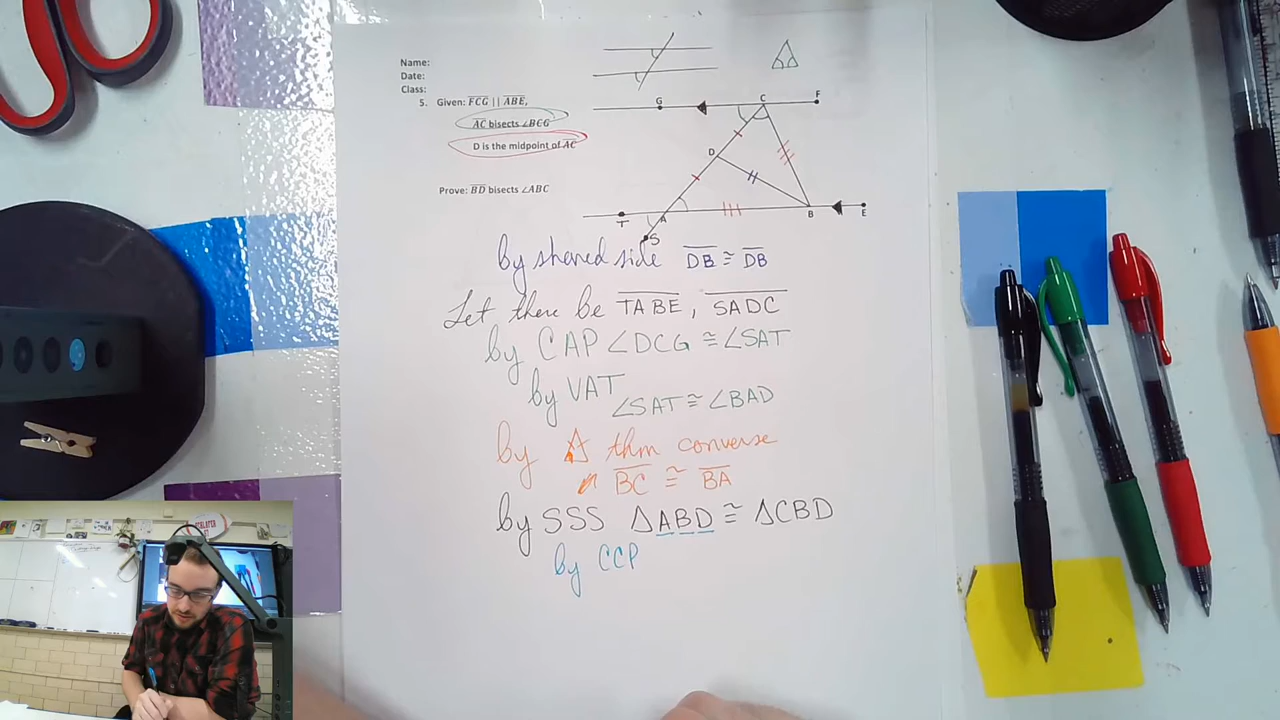 Name:
Date:
Class:
5. Given: FCG || ABE,
AC bisects ∠BCG
D is the midpoint of AC
Prove: BD bisects ∠ABC
G C F
D
T A B E
S
by shared side DB ≅ DB
Let there be TABE, SADC
by CAP ∠DCG ≅ ∠SAT
by VAT
∠SAT ≅ ∠BAD
by thm converse
BC ≅ BA
by SSS △ABD ≅ △CBD
by CCP